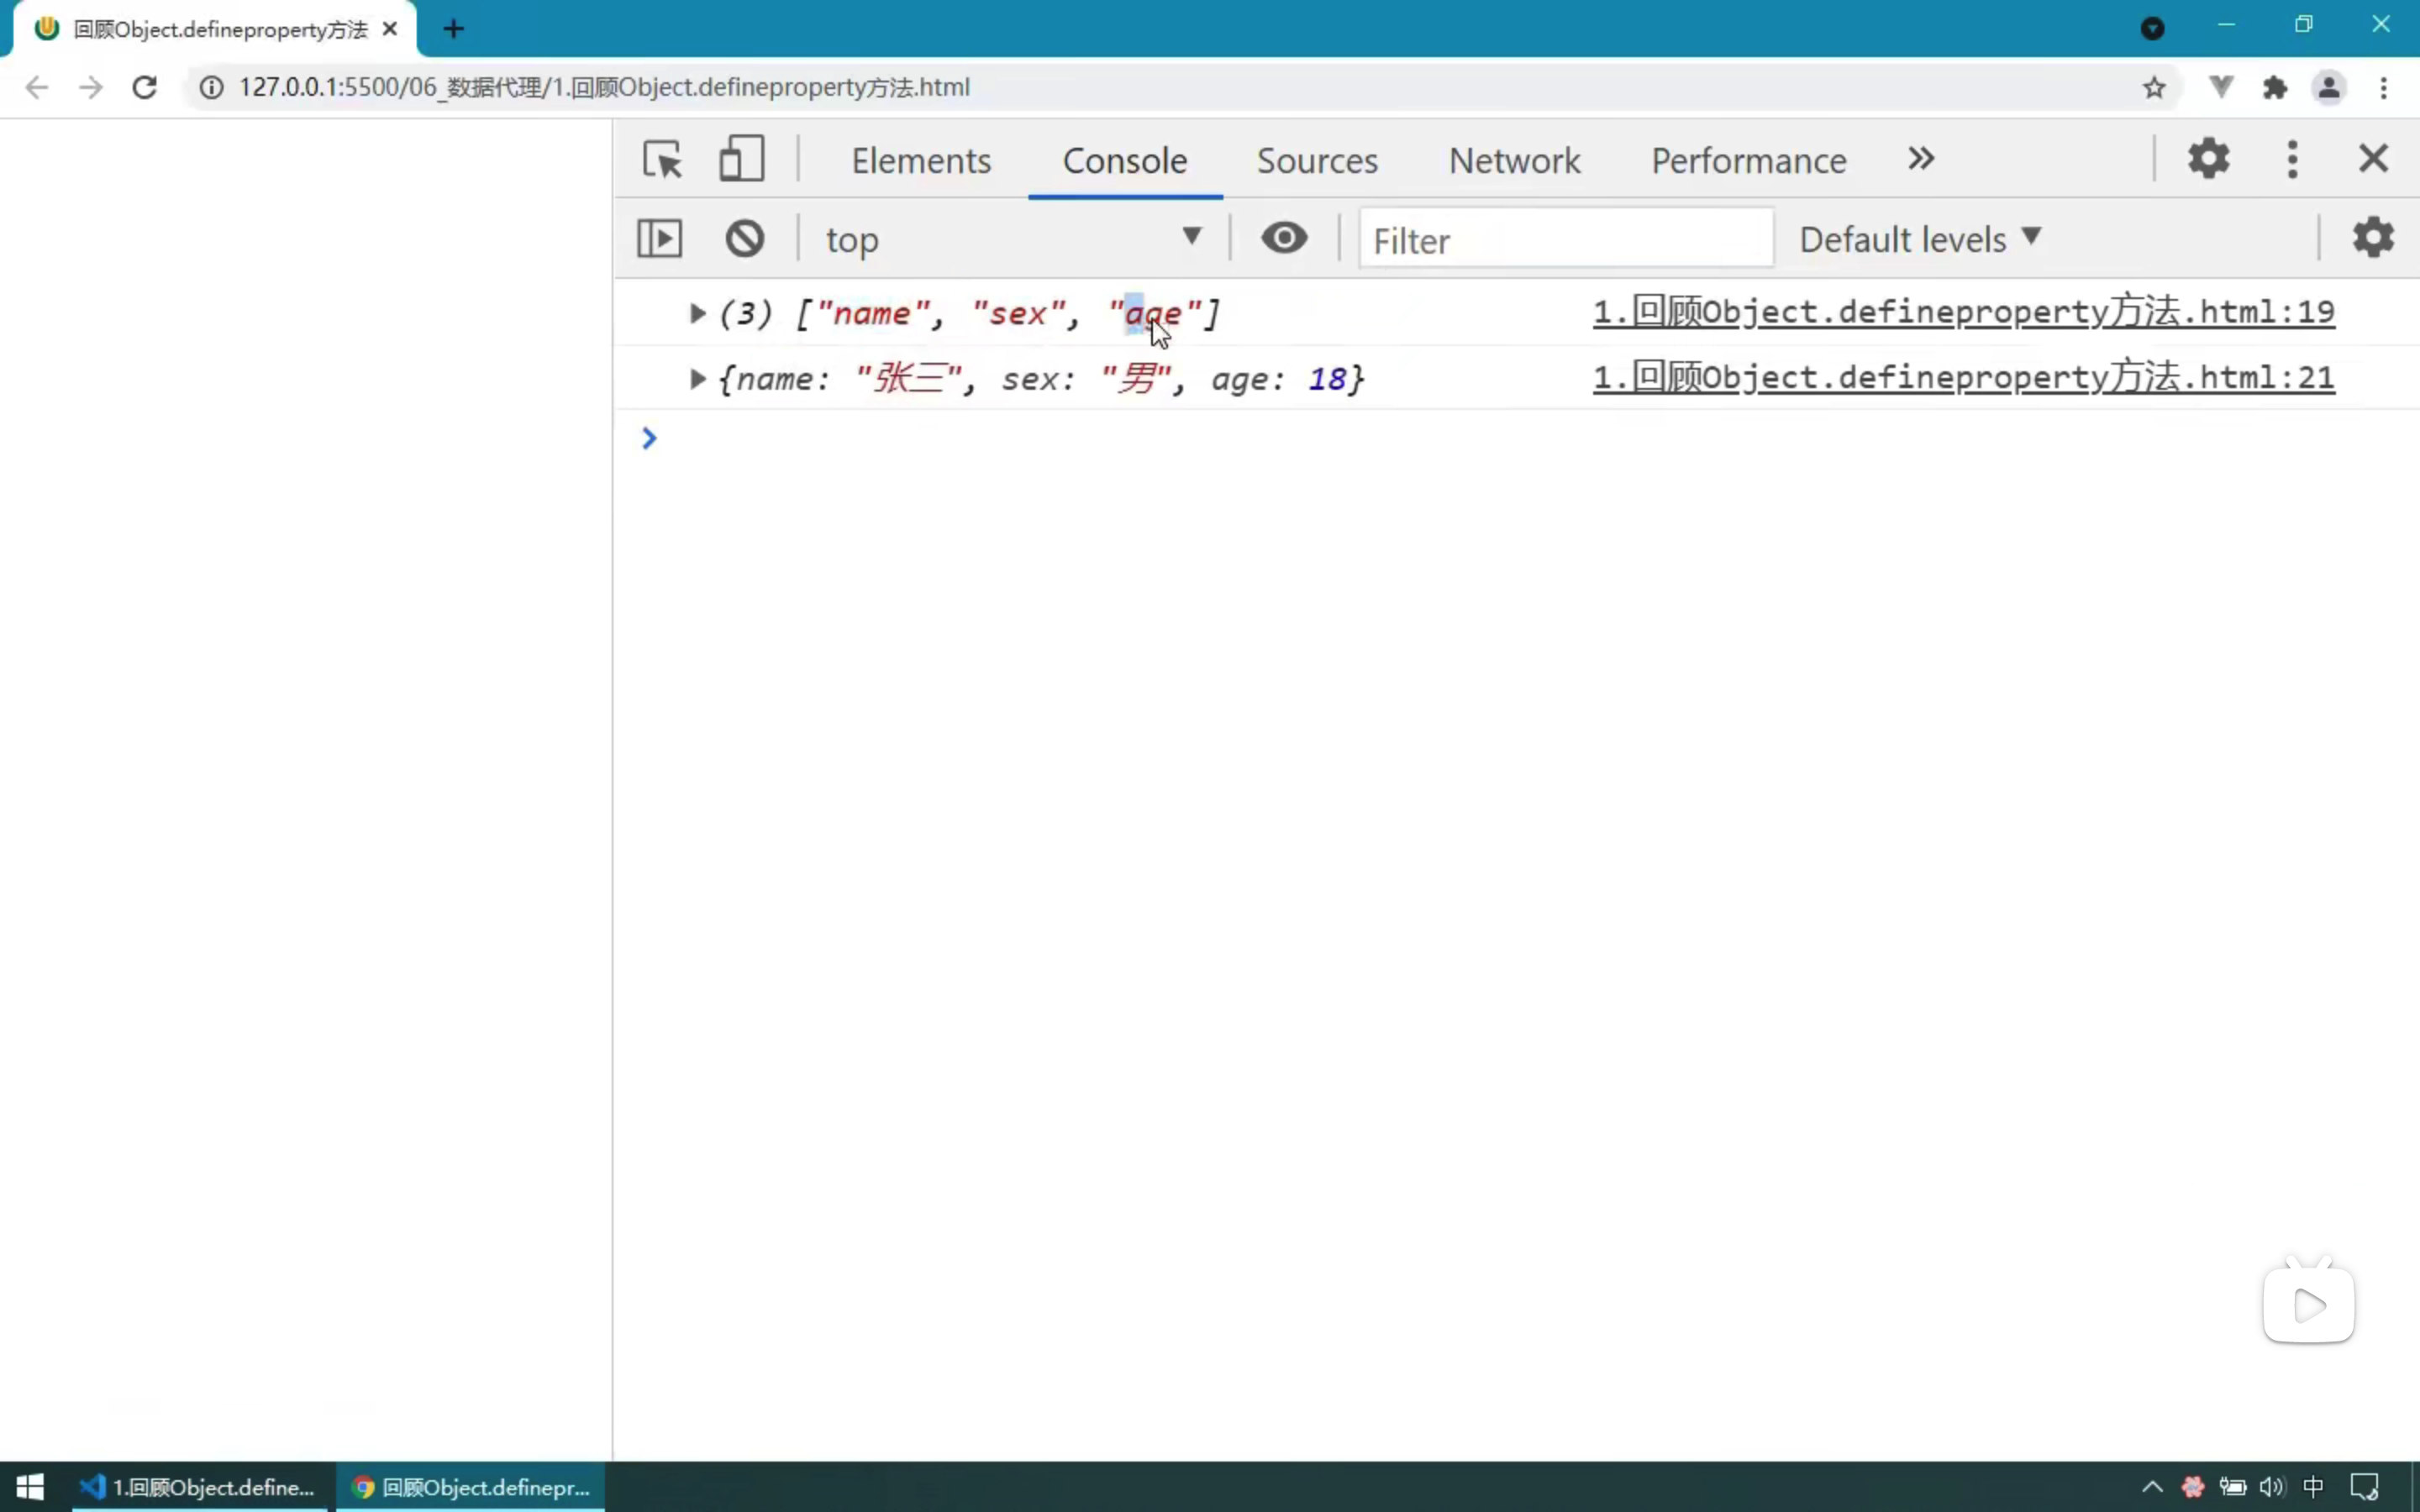 回顾Object.defineproperty方法
127.0.0.1:5500/06_数据代理/1.回顾Object.defineproperty方法.html
Elements Console Sources Network Performance
top Filter Default levels
(3) ["name", "sex", "age"] 1.回顾Object.defineproperty方法.html:19
{name: "张三", sex: "男", age: 18} 1.回顾Object.defineproperty方法.html:21
1.回顾Object.define... 回顾Object.definepr... 中